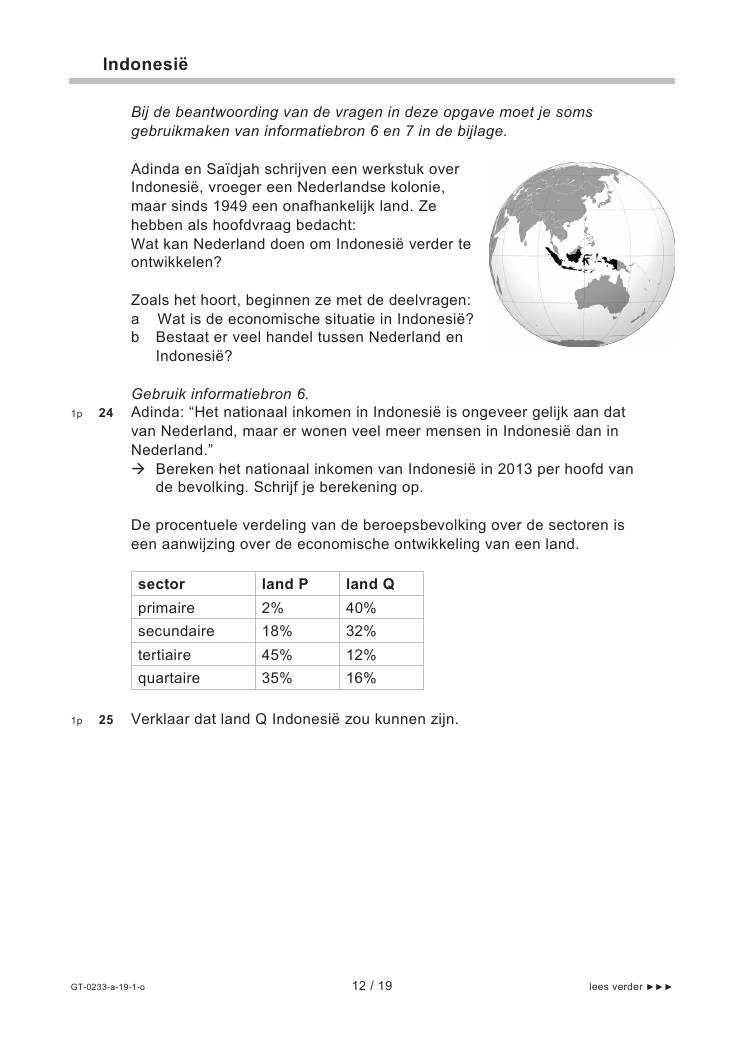 Indonesië
Bij de beantwoording van de vragen in deze opgave moet je soms
gebruikmaken van informatiebron 6 en 7 in de bijlage.
Adinda en Saïdjah schrijven een werkstuk over
Indonesië, vroeger een Nederlandse kolonie,
maar sinds 1949 een onafhankelijk land. Ze
hebben als hoofdvraag bedacht:
Wat kan Nederland doen om Indonesië verder te
ontwikkelen?
Zoals het hoort, beginnen ze met de deelvragen:
a Wat is de economische situatie in Indonesië?
b Bestaat er veel handel tussen Nederland en
Indonesië?
Gebruik informatiebron 6.
1p 24 Adinda: “Het nationaal inkomen in Indonesië is ongeveer gelijk aan dat
van Nederland, maar er wonen veel meer mensen in Indonesië dan in
Nederland.”
→ Bereken het nationaal inkomen van Indonesië in 2013 per hoofd van
de bevolking. Schrijf je berekening op.
De procentuele verdeling van de beroepsbevolking over de sectoren is
een aanwijzing over de economische ontwikkeling van een land.
sector land P land Q
primaire 2% 40%
secundaire 18% 32%
tertiaire 45% 12%
quartaire 35% 16%
1p 25 Verklaar dat land Q Indonesië zou kunnen zijn.
GT-0233-a-19-1-o 12 / 19 lees verder ►►►